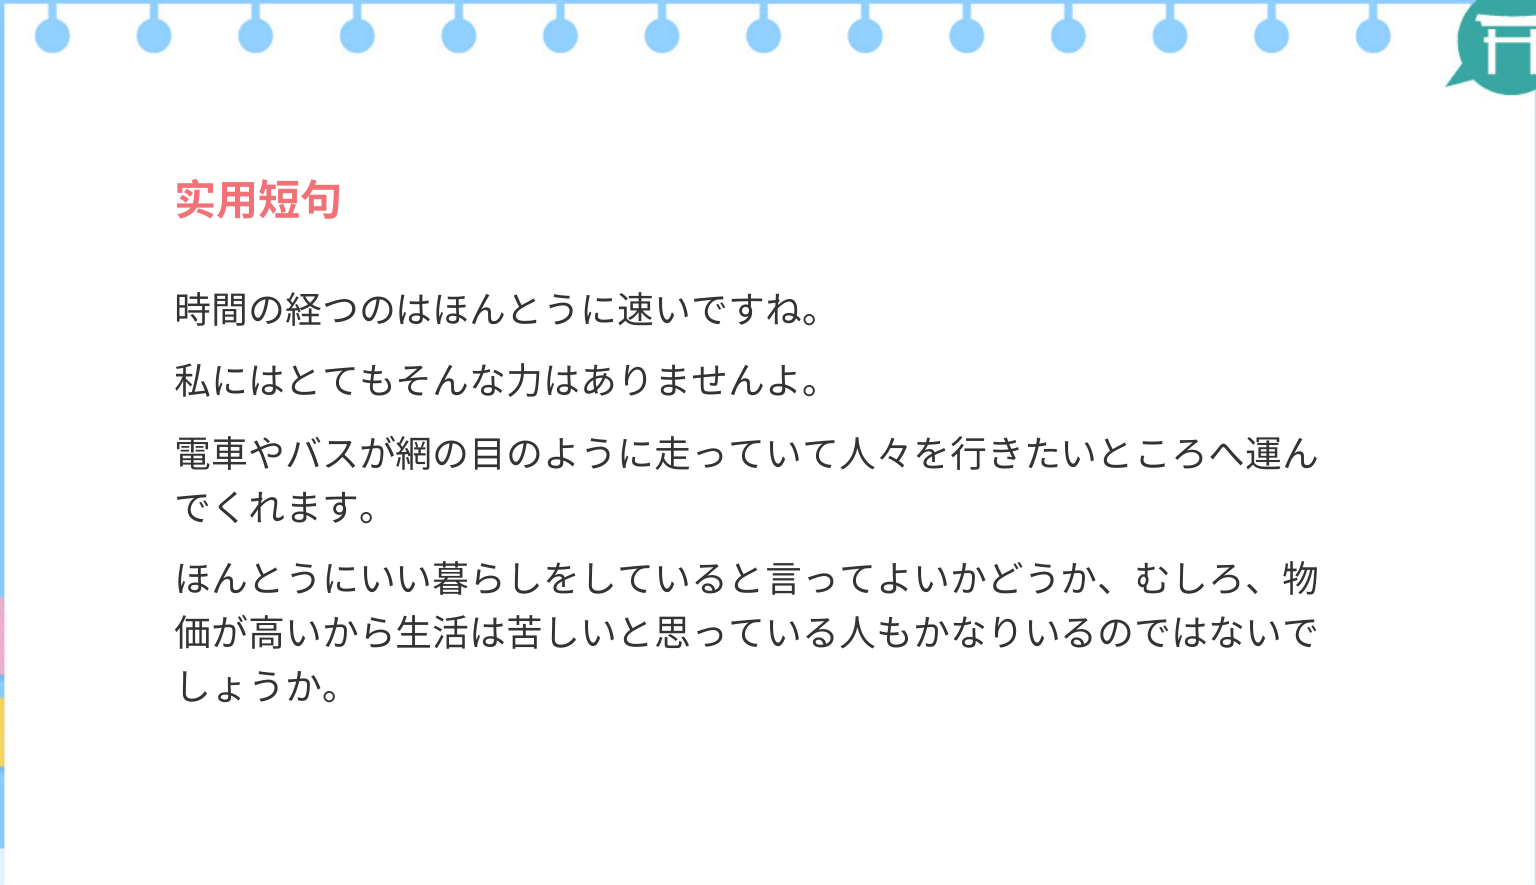 实用短句
時間の経つのはほんとうに速いですね。
私にはとてもそんな力はありませんよ。
電車やバスが網の目のように走っていて人々を行きたいところへ運ん
でくれます。
ほんとうにいい暮らしをしていると言ってよいかどうか、むしろ、物
価が高いから生活は苦しいと思っている人もかなりいるのではないで
しょうか。